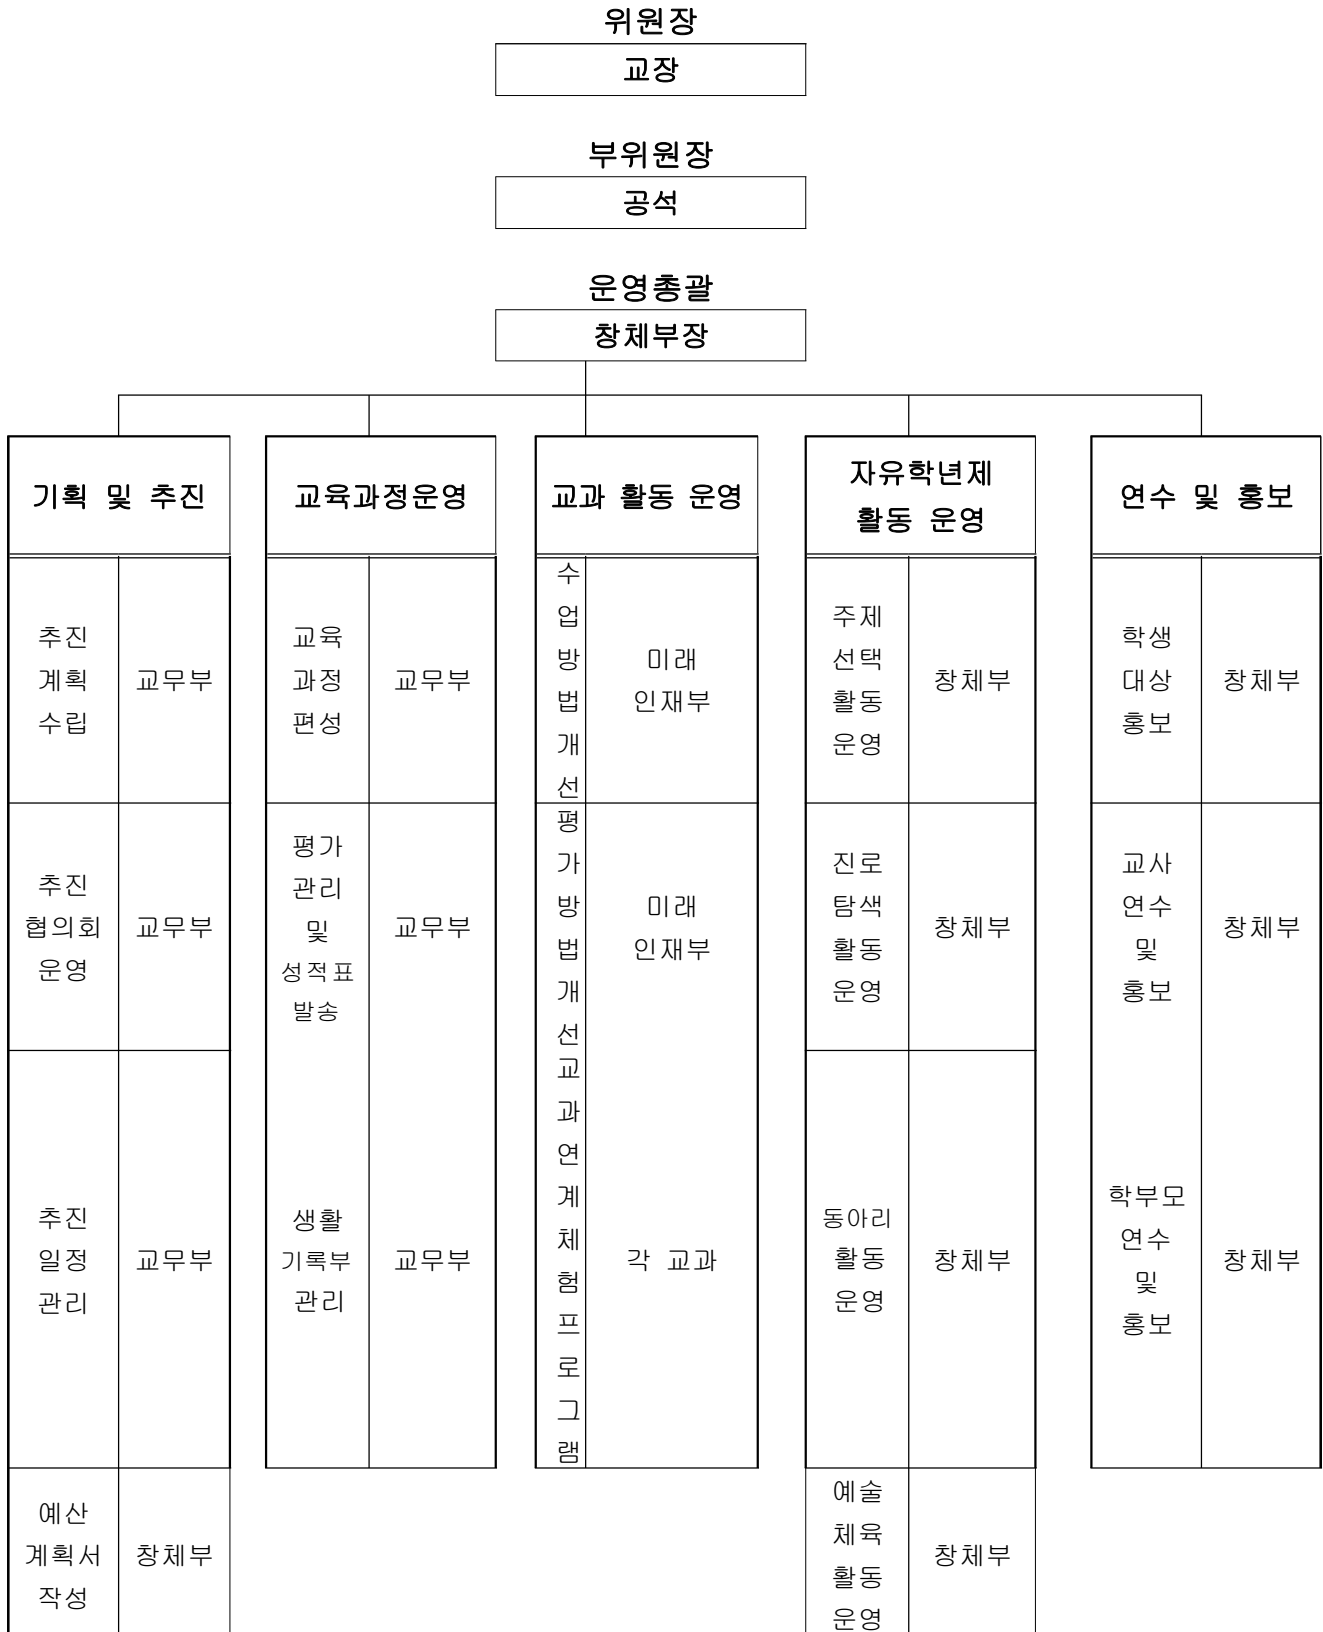 위원장
교장
부위원장
공석
운영총괄
창체부장
기획 및 추진
추진
계획
수립
교무부
추진
협의회
운영
교무부
추진
일정
관리
교무부
예산
계획서
작성
창체부
교육과정운영
교육
과정
편성
교무부
평가
관리
및
성적표
발송
교무부
생활
기록부
관리
교무부
교과 활동 운영
수
업
방
법
개
선
미래
인재부
평
가
방
법
개
선
미래
인재부
교
과
연
계
체
험
프
로
그
램
각 교과
자유학년제
활동 운영
주제
선택
활동
운영
창체부
진로
탐색
활동
운영
창체부
동아리
활동
운영
창체부
예술
체육
활동
운영
창체부
연수 및 홍보
학생
대상
홍보
창체부
교사
연수
및
홍보
창체부
학부모
연수
및
홍보
창체부